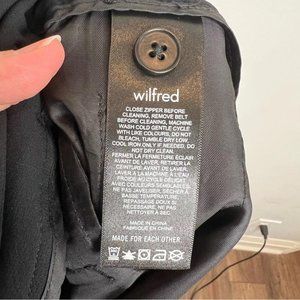 wilfred
CLOSE ZIPPER BEFORE
CLEANING, REMOVE BELT
BEFORE CLEANING, MACHINE
WASH COLD GENTLE CYCLE
WITH LIKE COLOURS, DO NOT
BLEACH, TUMBLE DRY LOW
COOL IRON ONLY IF NEEDED, DO
NOT DRY CLEAN.
FERMER LA FERMETURE ÉCLAIR
AVANT LAVAGE, RETIRER LA
CEINTURE AVANT LE LAVAGE,
LAVER À LA MACHINE À L'EAU
FROIDE AU CYCLE DÉLICAT
AVEC COULEURS SEMBLABLES,
NE PAS JAVELLISER, SÉCHER À
BASSE TEMPÉRATURE,
REPASSAGE DOUX SI
NÉCESSAIRE, NE PAS
NETTOYER À SEC.
MADE IN CHINA
FABRIQUÉ EN CHINE
MADE FOR EACH OTHER.